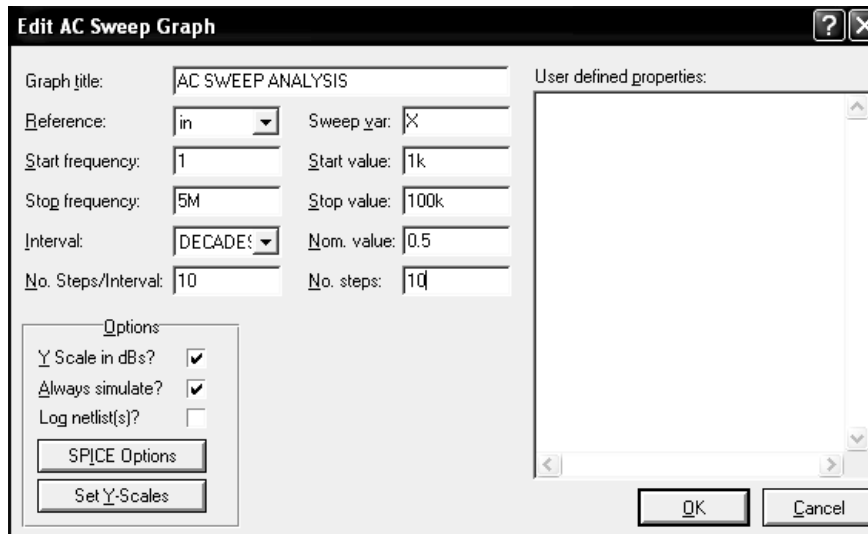 Edit AC Sweep Graph
Graph title: AC SWEEP ANALYSIS
Reference: in
Sweep var: X
Start frequency: 1
Start value: 1k
Stop frequency: 5M
Stop value: 100k
Interval: DECADES
Nom. value: 0.5
No. Steps/Interval: 10
No. steps: 10
Options
Y Scale in dBs?
Always simulate?
Log netlist(s)?
SPICE Options
Set Y-Scales
User defined properties:
OK
Cancel